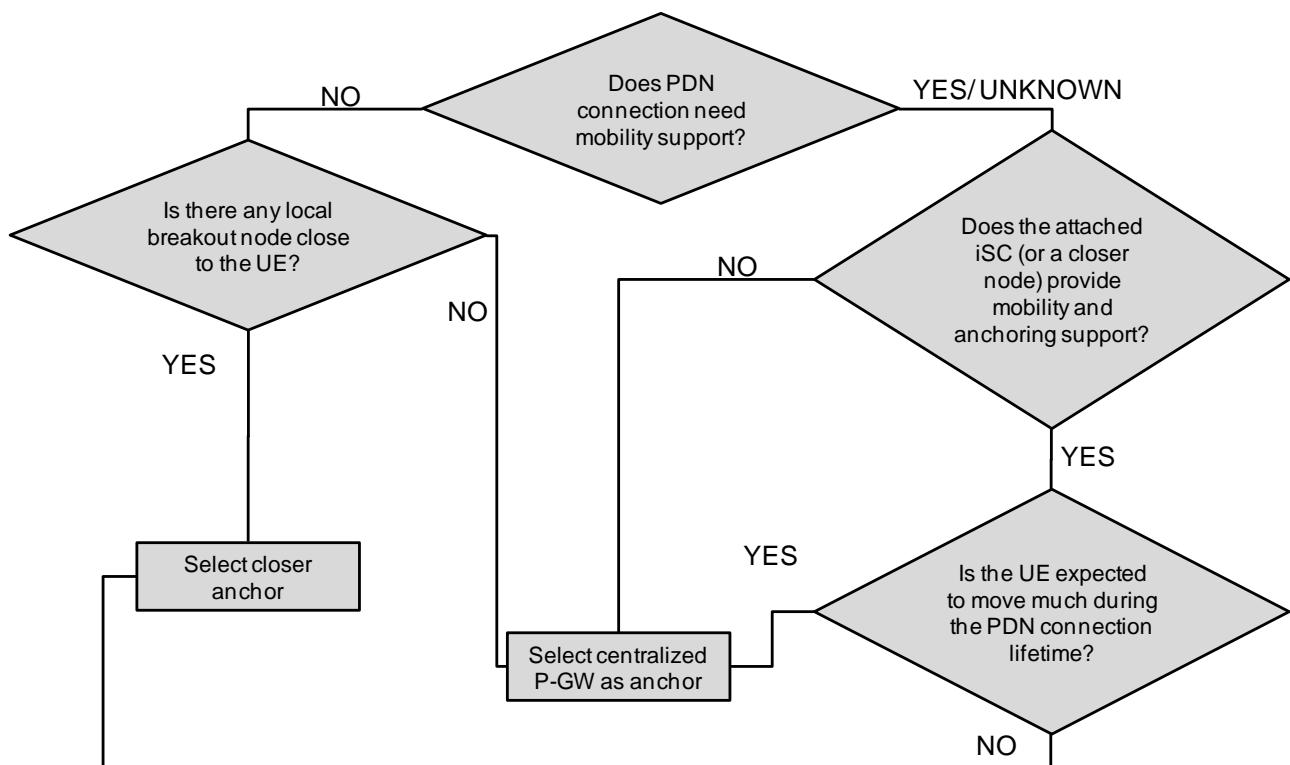 Does PDN
connection need
mobility support?
NO
YES/ UNKNOWN
Is there any local
breakout node close
to the UE?
Does the attached
iSC (or a closer
node) provide
mobility and
anchoring support?
NO
NO
YES
YES
Select closer
anchor
YES
Is the UE expected
to move much during
the PDN connection
lifetime?
Select centralized
P-GW as anchor
NO